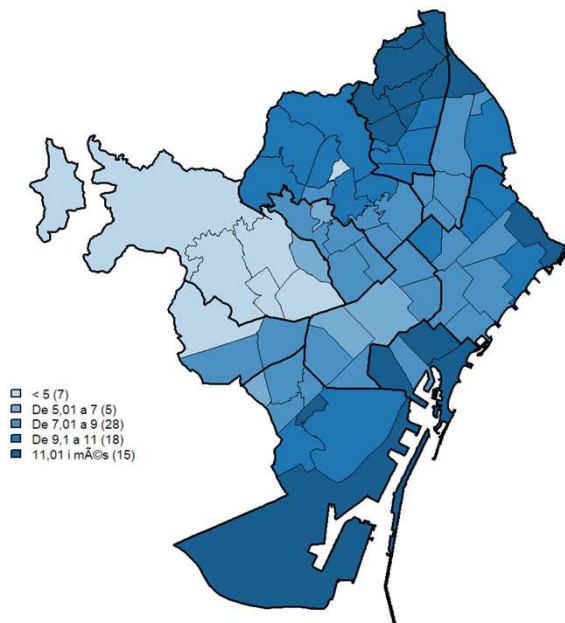 < 5 (7)
De 5,01 a 7 (5)
De 7,01 a 9 (28)
De 9,1 a 11 (18)
11,01 i mÃ©s (15)